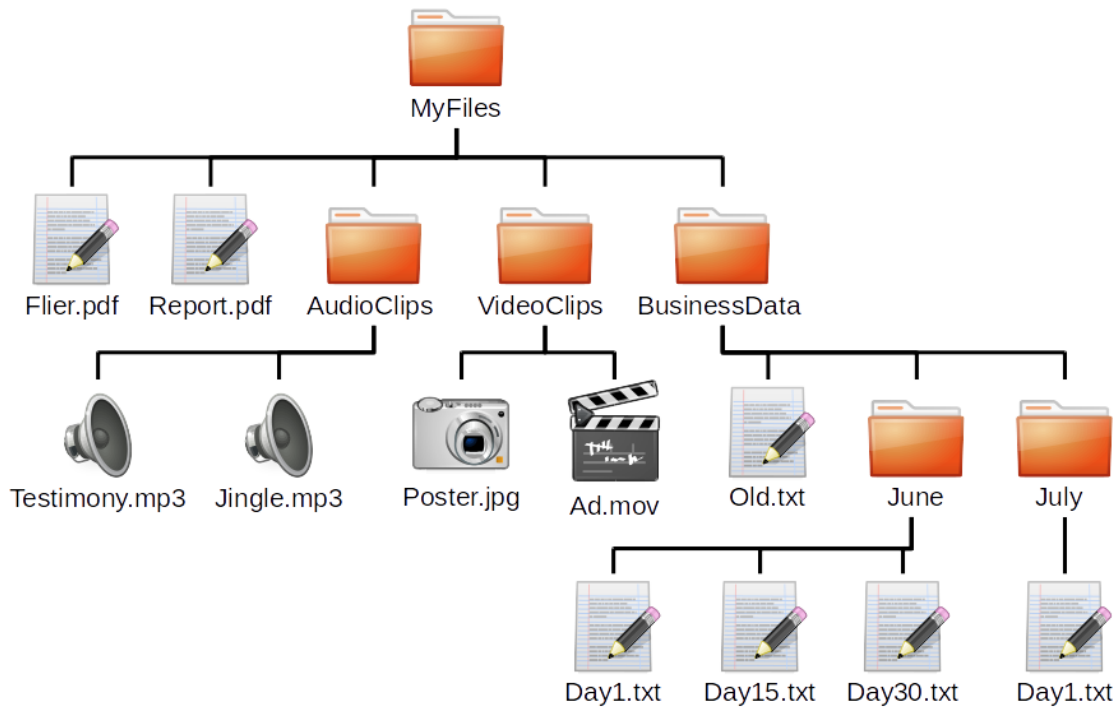 MyFiles
Flier.pdf Report.pdf AudioClips VideoClips BusinessData
Testimony.mp3 Jingle.mp3 Poster.jpg Ad.mov Old.txt June July
Day1.txt Day15.txt Day30.txt Day1.txt